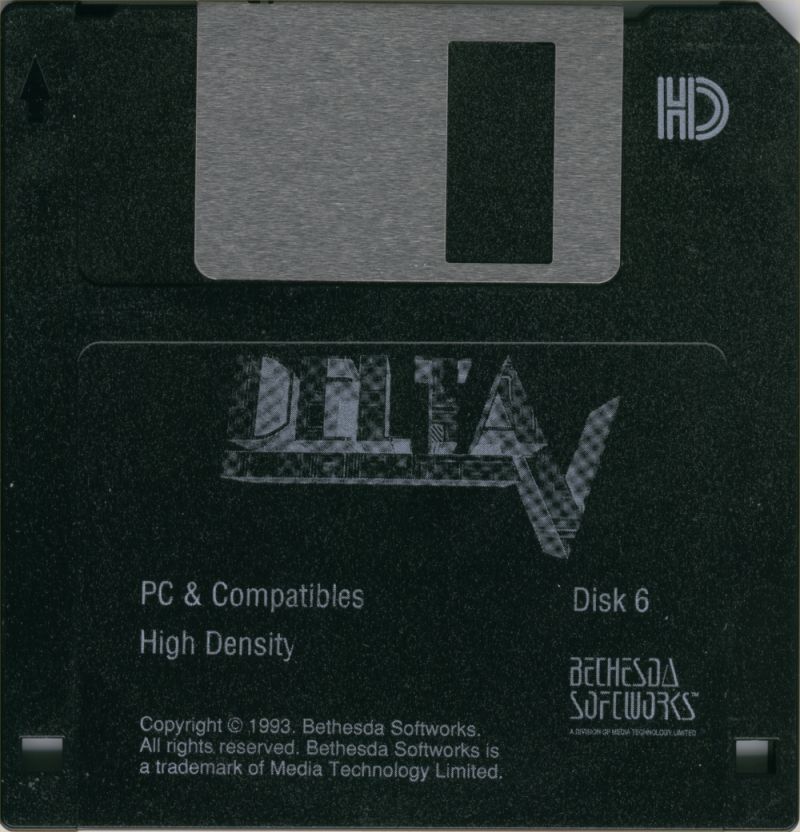 HD
DELTA V
PC & Compatibles
Disk 6
High Density
BETHESDA
SOFTWORKS™
A DIVISION OF MEDIA TECHNOLOGY LIMITED
Copyright © 1993. Bethesda Softworks.
All rights reserved. Bethesda Softworks is
a trademark of Media Technology Limited.